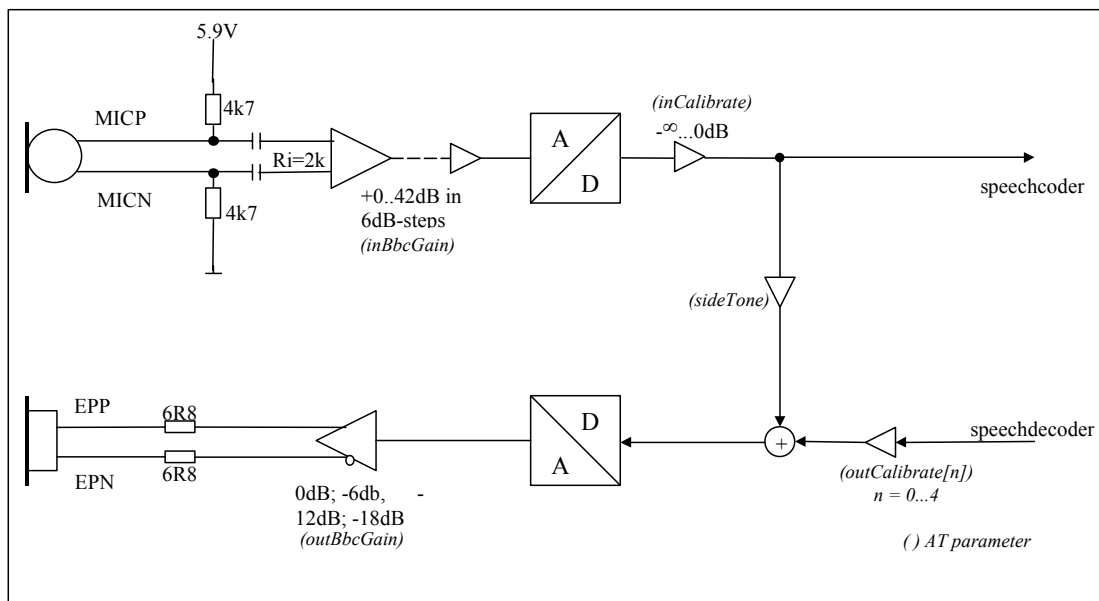 5.9V
4k7
MICP
Ri=2k
MICN
4k7
+0..42dB in
6dB-steps
(inBbcGain)
A
D
(inCalibrate)
-∞...0dB
speechcoder
(sideTone)
EPP
6R8
EPN
6R8
0dB; -6db, -
12dB; -18dB
(outBbcGain)
D
A
+
speechdecoder
(outCalibrate[n])
n = 0...4
( ) AT parameter